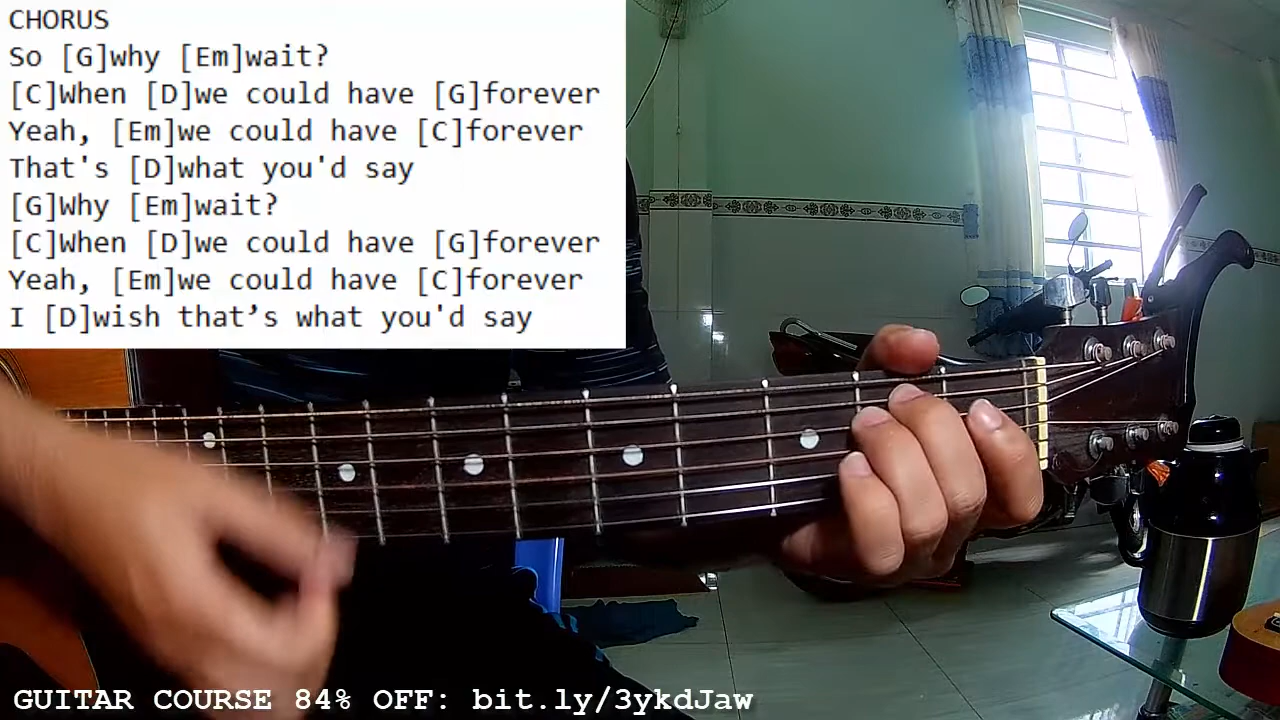 CHORUS
So [G]why [Em]wait?
[C]When [D]we could have [G]forever
Yeah, [Em]we could have [C]forever
That's [D]what you'd say
[G]Why [Em]wait?
[C]When [D]we could have [G]forever
Yeah, [Em]we could have [C]forever
I [D]wish that’s what you'd say
GUITAR COURSE 84% OFF: bit.ly/3ykdJaw